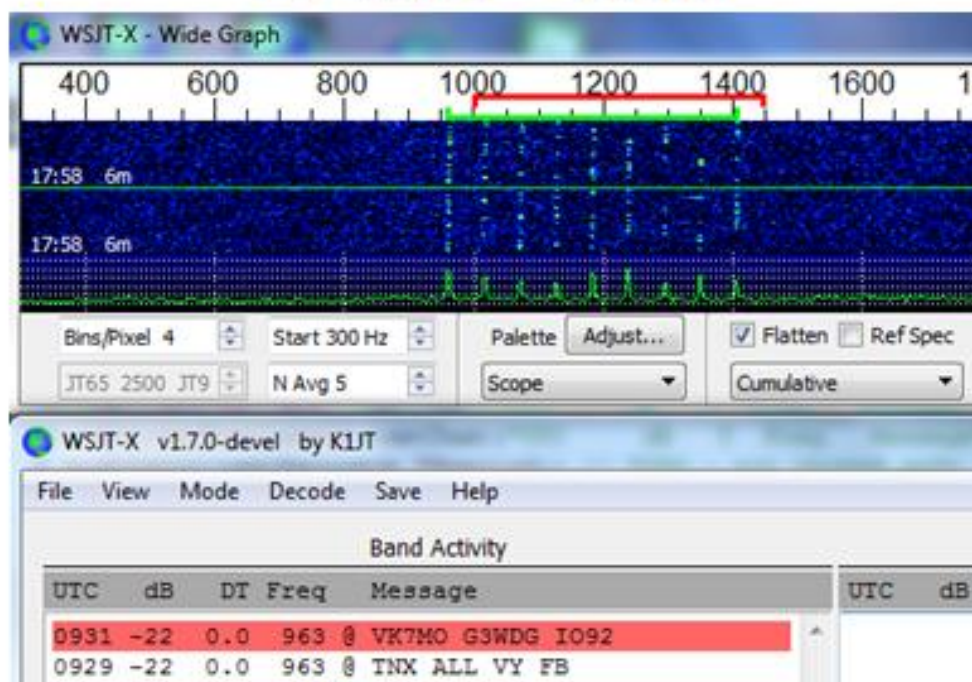 WSJT-X - Wide Graph
400 600 800 1000 1200 1400 1600 1
17:58 6m
17:58 6m
Bins/Pixel 4 Start 300 Hz Palette Adjust... Flatten Ref Spec
JT65 2500 JT9 N Avg 5 Scope Cumulative
WSJT-X v1.7.0-devel by K1JT
File View Mode Decode Save Help
Band Activity
UTC dB DT Freq Message UTC dB
0931 -22 0.0 963 @ VK7MO G3WDG IO92
0929 -22 0.0 963 @ TNX ALL VY FB